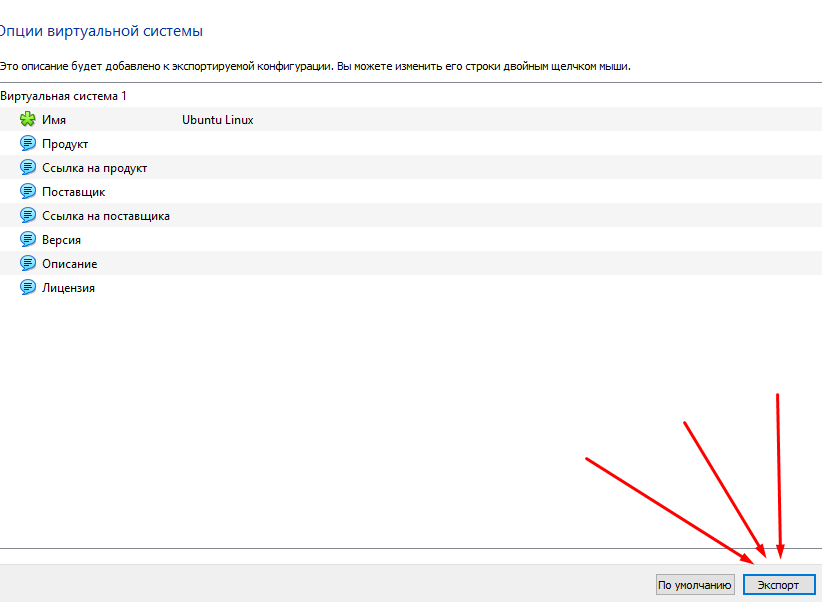 Опции виртуальной системы
Это описание будет добавлено к экспортируемой конфигурации. Вы можете изменить его строки двойным щелчком мыши.
Виртуальная система 1
Имя Ubuntu Linux
Продукт
Ссылка на продукт
Поставщик
Ссылка на поставщика
Версия
Описание
Лицензия
По умолчанию Экспорт